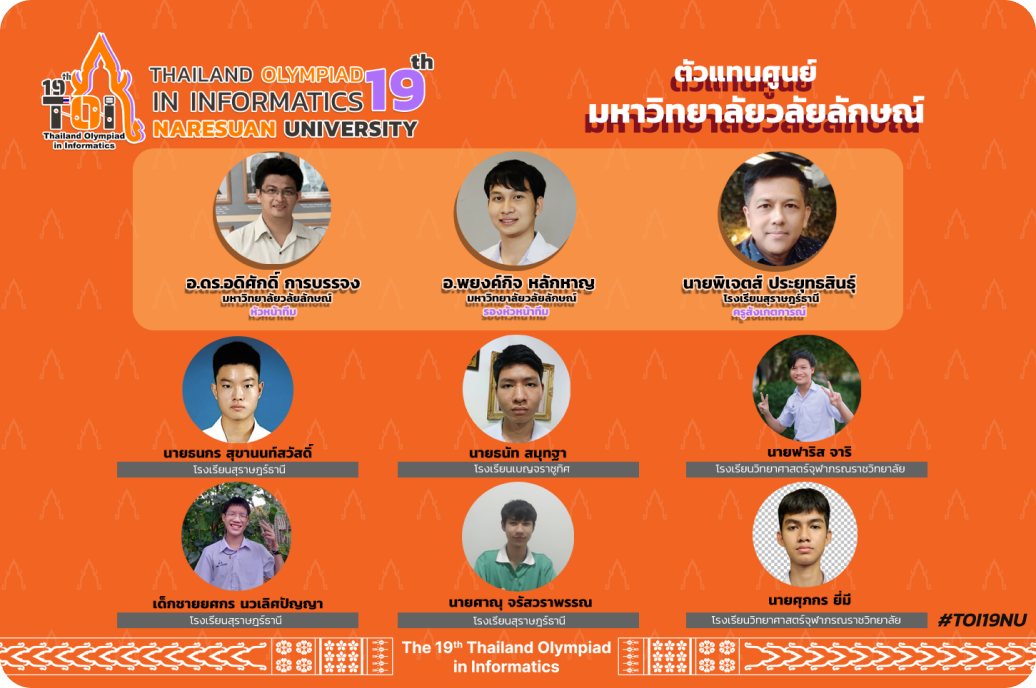 19th
TOI
Thailand Olympiad
in Informatics
THAILAND OLYMPIAD 19th
IN INFORMATICS
NARESUAN UNIVERSITY
ตัวแทนศูนย์
มหาวิทยาลัยวลัยลักษณ์
อ.ดร.อดิศักดิ์ การบรรจง
มหาวิทยาลัยวลัยลักษณ์
หัวหน้าทีม
อ.พยงค์กิจ หลักหาญ
มหาวิทยาลัยวลัยลักษณ์
รองหัวหน้าทีม
นายพิเจตส์ ประยุทธสินธุ์
โรงเรียนสุราษฎร์ธานี
ครูสังเกตการณ์
นายธนกร สุขานนท์สวัสดิ์
โรงเรียนสุราษฎร์ธานี
นายธนัท สมุทฐา
โรงเรียนเบญจราชูทิศ
นายฟาริส จาริ
โรงเรียนวิทยาศาสตร์จุฬาภรณราชวิทยาลัย
เด็กชายยศกร นวเลิศปัญญา
โรงเรียนสุราษฎร์ธานี
นายศาณุ จรัสวราพรรณ
โรงเรียนสุราษฎร์ธานี
นายศุภกร ยี่มี
โรงเรียนวิทยาศาสตร์จุฬาภรณราชวิทยาลัย
#TOI19NU
The 19th Thailand Olympiad
in Informatics